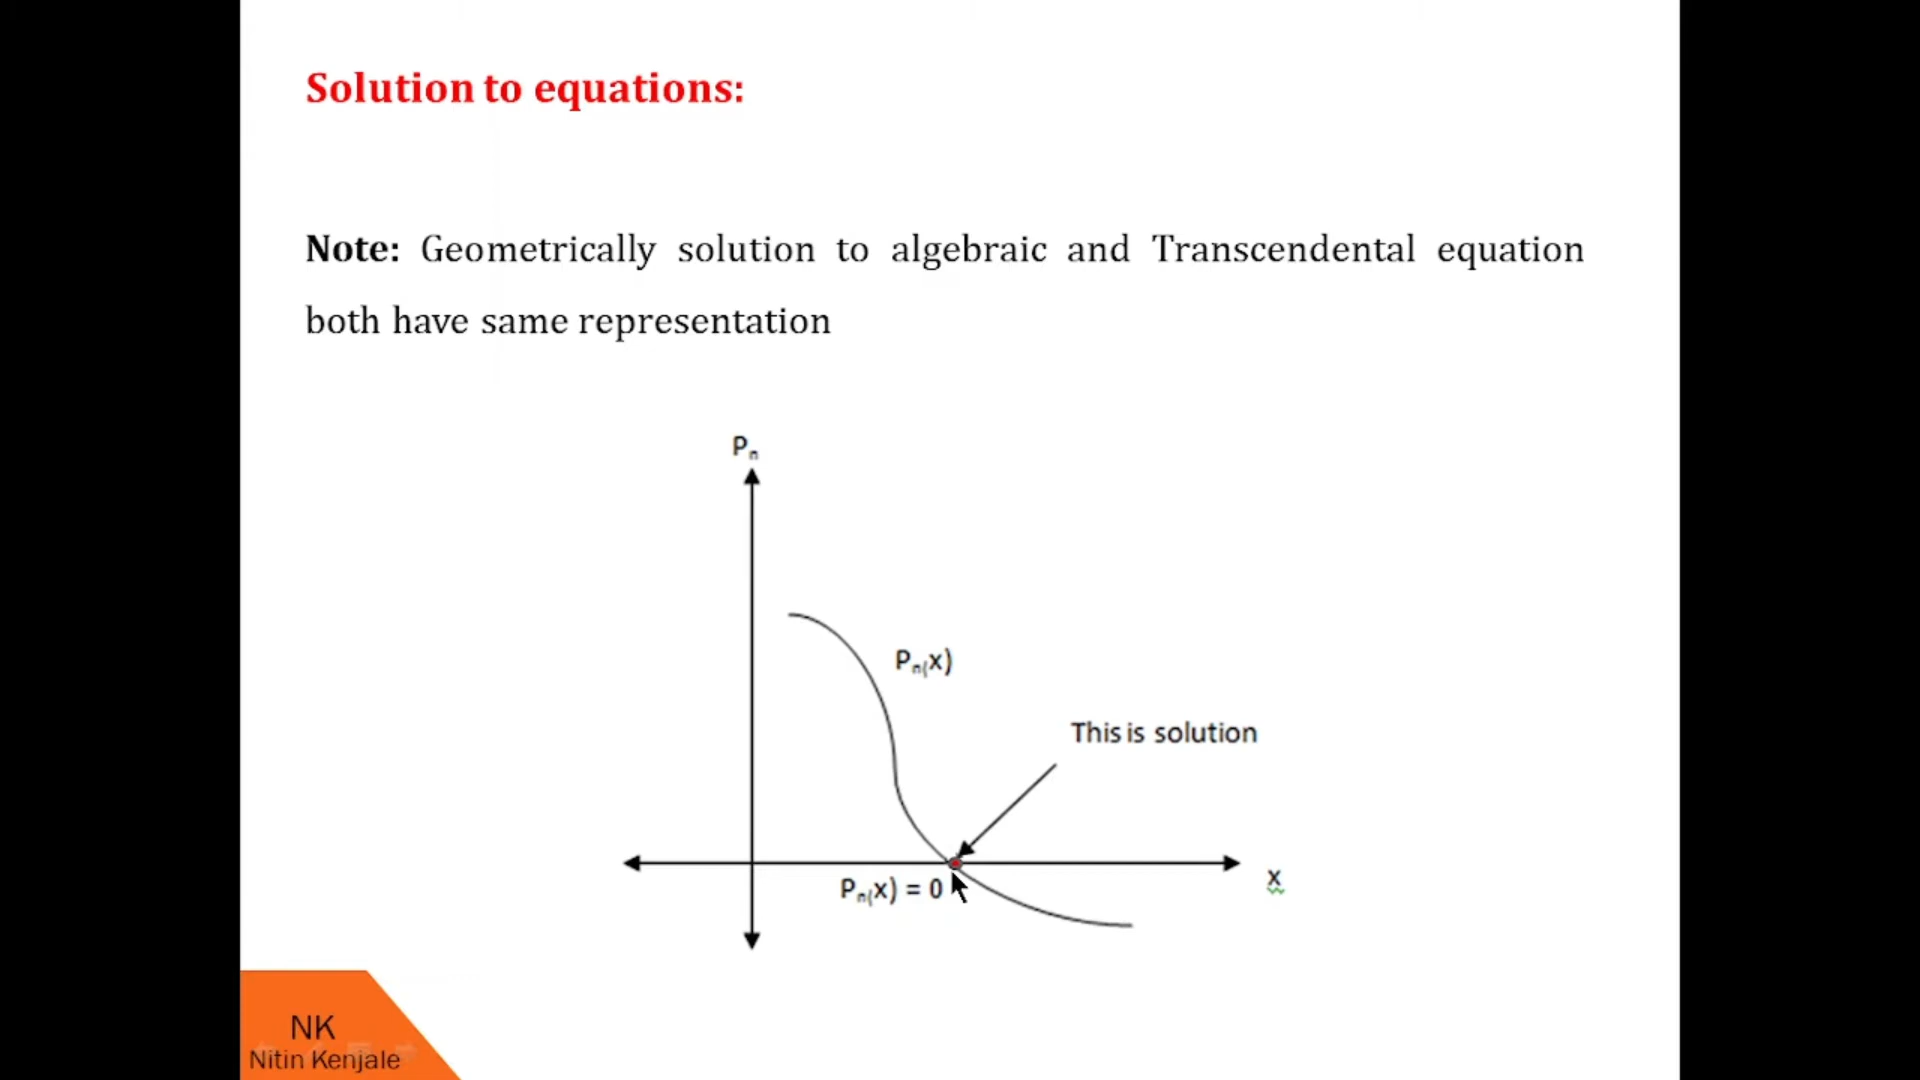 Solution to equations:
Note: Geometrically solution to algebraic and Transcendental equation
both have same representation
Pₙ
Pₙ₍x)
This is solution
Pₙ₍x) = 0
x
NK
Nitin Kenjale